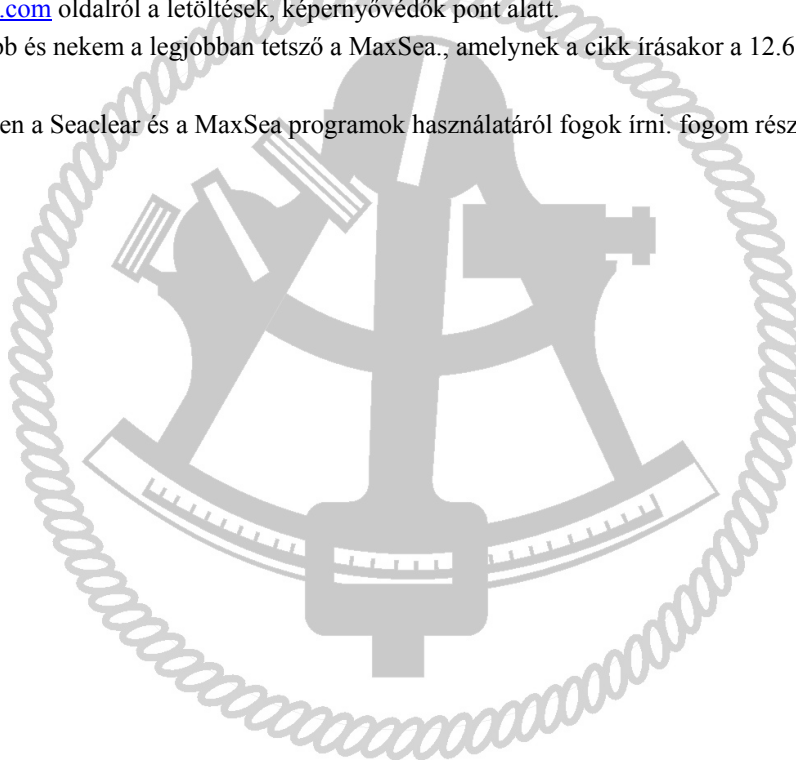 .com oldalról a letöltések, képernyővédők pont alatt.
bb és nekem a legjobban tetsző a MaxSea., amelynek a cikk írásakor a 12.6
en a Seaclear és a MaxSea programok használatáról fogok írni. fogom rész